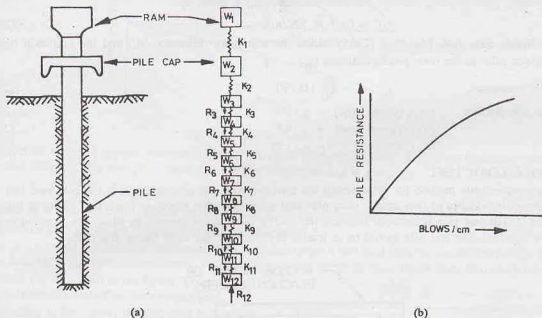 RAM
PILE CAP
PILE
W1
K1
W2
K2
W3
R3 K3
W4
R4 K4
W5
R5 K5
W6
R6 K6
W7
R7 K7
W8
R8 K8
W9
R9 K9
W10
R10 K10
W11
R11 K11
W12
R12
(a)
PILE RESISTANCE
BLOWS/cm
(b)